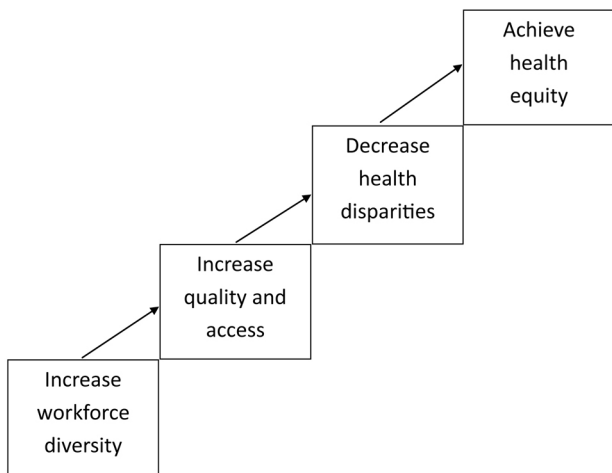 Achieve
health
equity
Decrease
health
disparities
Increase
quality and
access
Increase
workforce
diversity